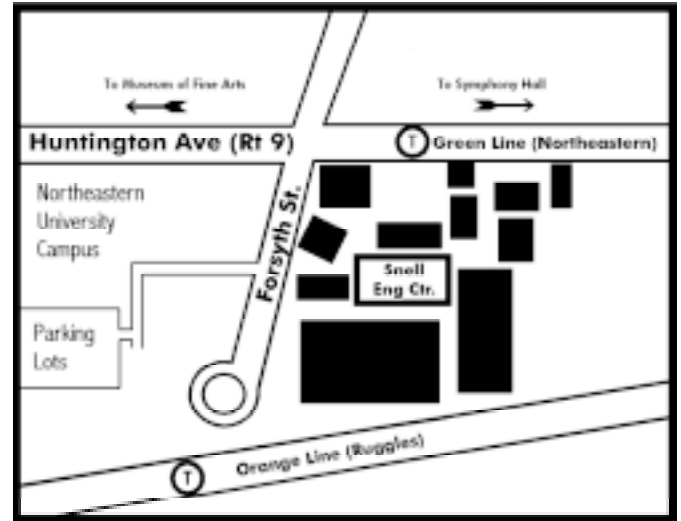 To Museum of Fine Arts
To Symphony Hall
Huntington Ave (Rt 9)
T
Green Line (Northeastern)
Northeastern
University
Campus
Forsyth St.
Snell
Eng Ctr.
Parking
Lots
Orange Line (Ruggles)
T